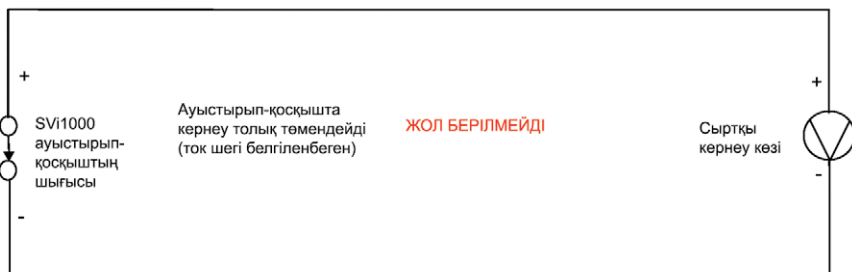 +
SVi1000
ауыстырып-
қосқыштың
шығысы
-
Ауыстырып-қосқышта
кернеу толық төмендейді
(ток шегі белгіленбеген)
ЖОЛ БЕРІЛМЕЙДІ
Сыртқы
кернеу көзі
+
-